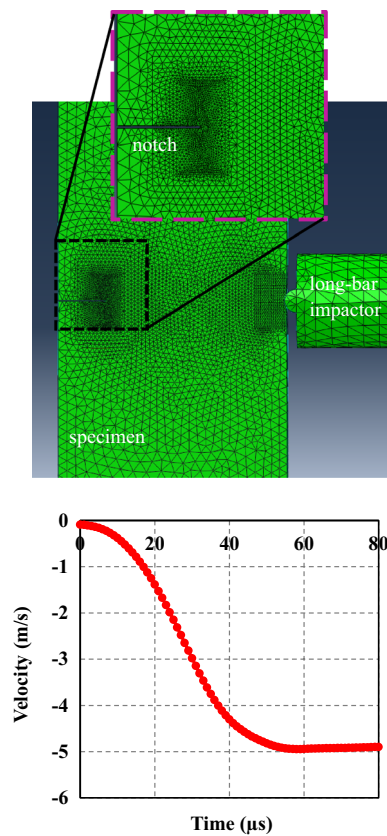 notch
long-bar
impactor
specimen
0
0 20 40 60 80
-1
-2
-3
-4
-5
-6
Velocity (m/s)
Time (µs)